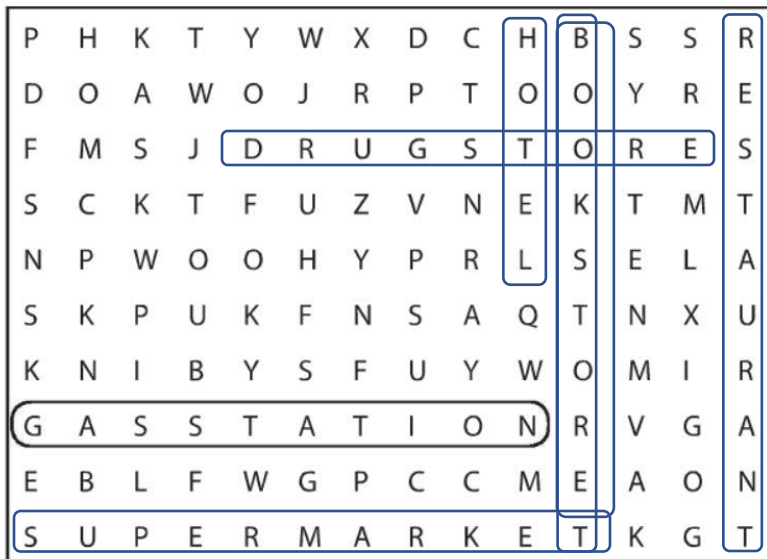 P H K T Y W X D C H B S S R
D O A W O J R P T O O Y R E
F M S J D R U G S T O R E S
S C K T F U Z V N E K T M T
N P W O O H Y P R L S E L A
S K P U K F N S A Q T N X U
K N I B Y S F U Y W O M I R
G A S S T A T I O N R V G A
E B L F W G P C C M E A O N
S U P E R M A R K E T K G T